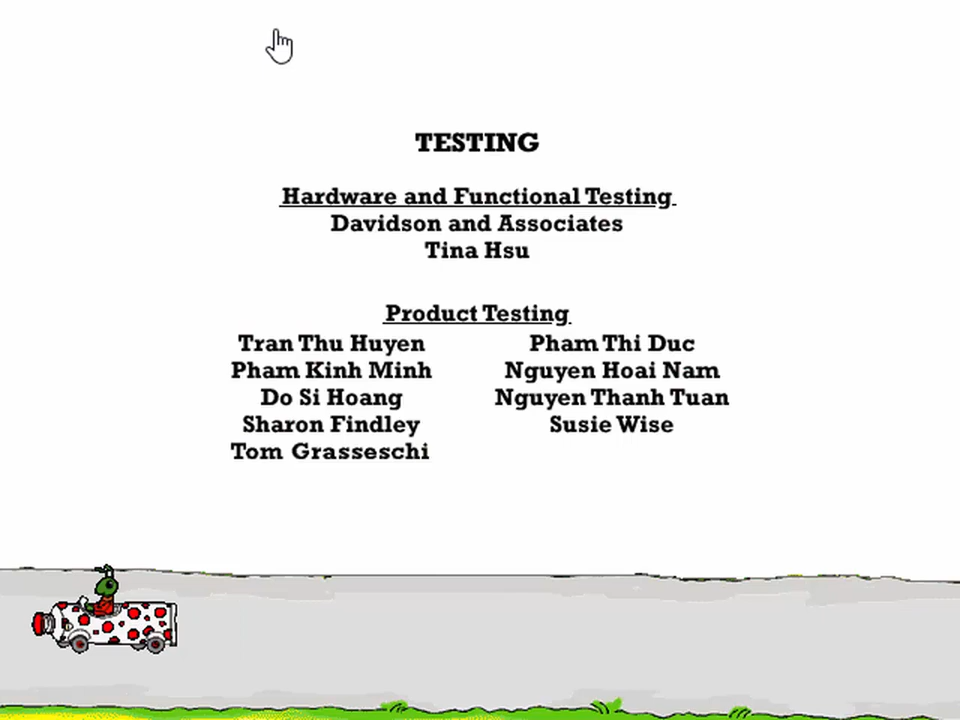 TESTING
Hardware and Functional Testing
Davidson and Associates
Tina Hsu
Product Testing
Tran Thu Huyen Pham Thi Duc
Pham Kinh Minh Nguyen Hoai Nam
Do Si Hoang Nguyen Thanh Tuan
Sharon Findley Susie Wise
Tom Grasseschi